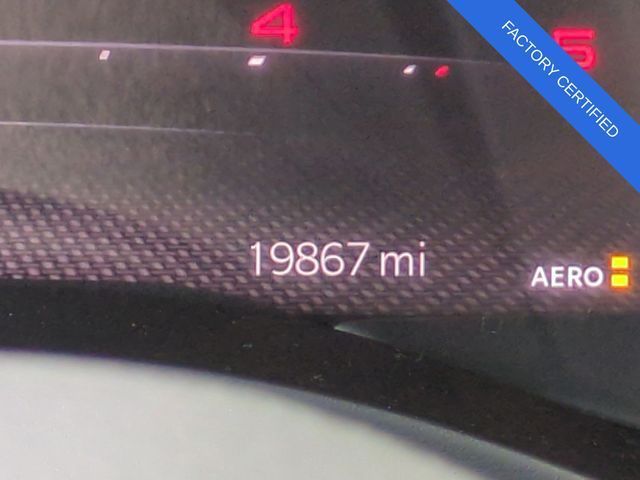 4
5
FACTORY CERTIFIED
19867 mi
AERO